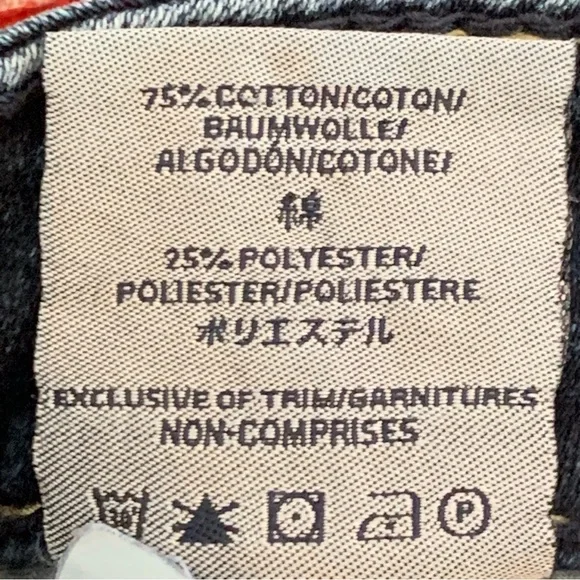 75% COTTON/COTON/
BAUMWOLLE/
ALGODÓN/COTONE/
綿
25% POLYESTER/
POLIESTER/POLIESTERE
ポリエステル
EXCLUSIVE OF TRIM/GARNITURES
NON-COMPRISES
30° P